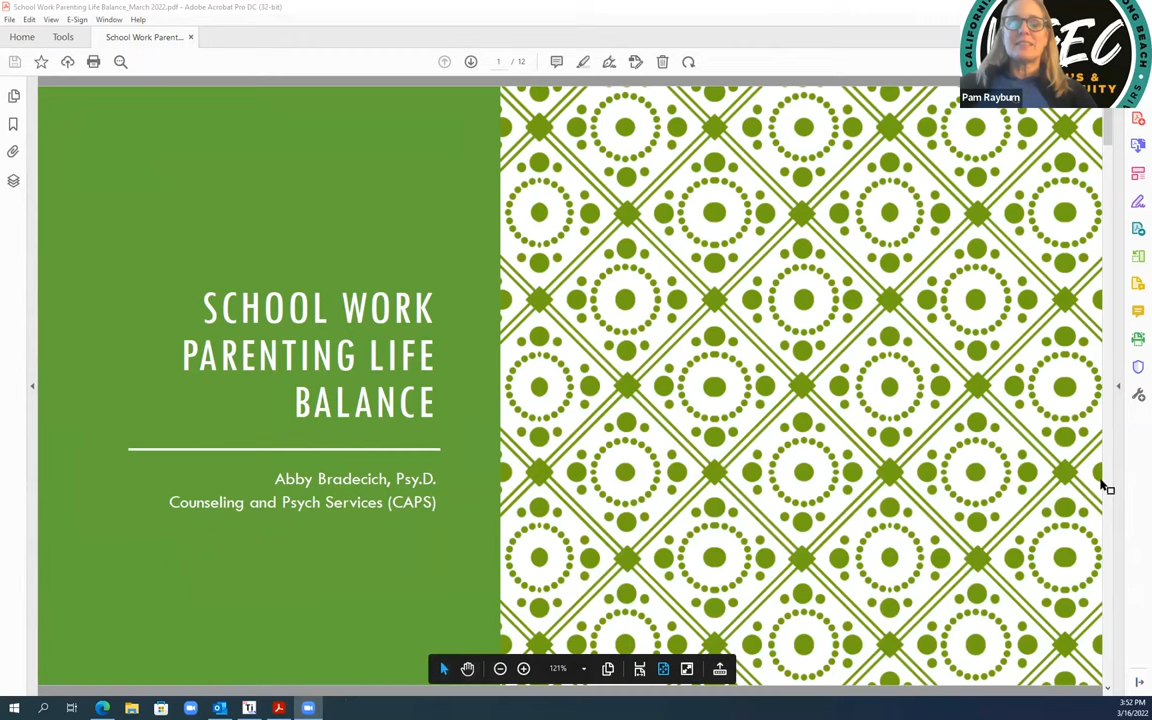 School Work Parenting Life Balance_March 2022.pdf - Adobe Acrobat Pro DC (32-bit)
File Edit View E-Sign Window Help
Home Tools School Work Parent... ×
1 / 12
Pam Rayburn
SCHOOL WORK
PARENTING LIFE
BALANCE
Abby Bradecich, Psy.D.
Counseling and Psych Services (CAPS)
121%
3:52 PM
3/16/2022